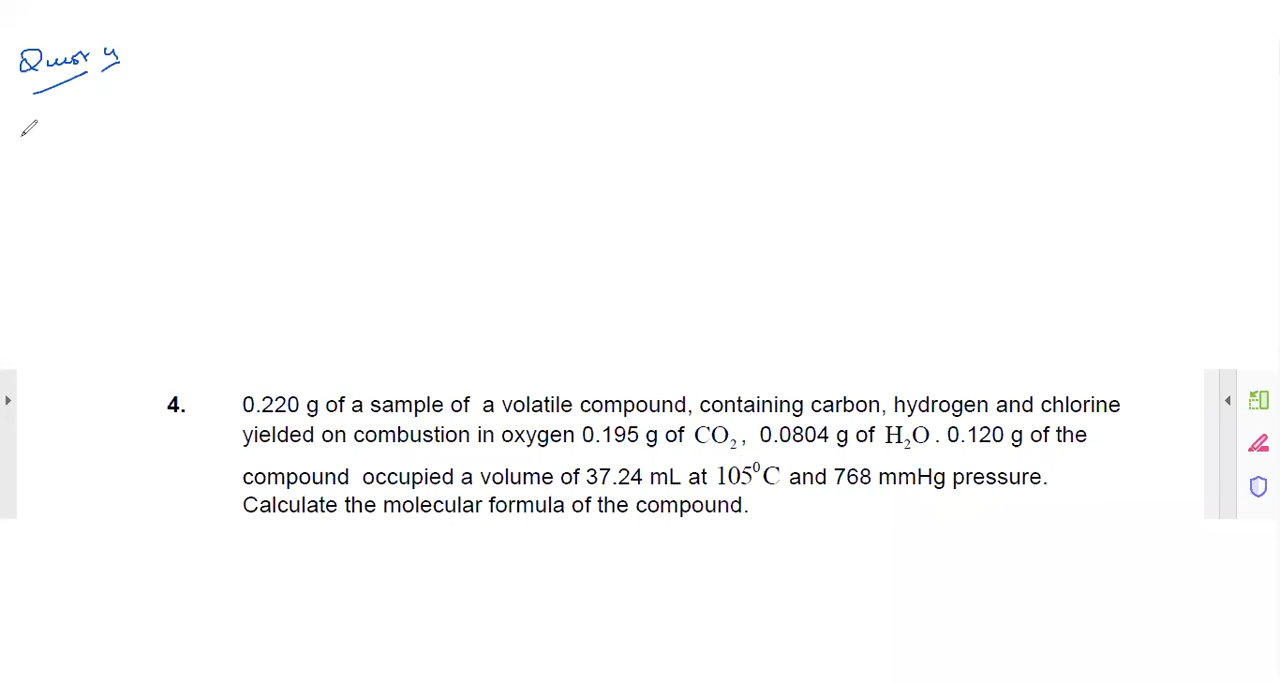 Ques 4
4. 0.220 g of a sample of a volatile compound, containing carbon, hydrogen and chlorine
yielded on combustion in oxygen 0.195 g of CO₂, 0.0804 g of H₂O. 0.120 g of the
compound occupied a volume of 37.24 mL at 105⁰C and 768 mmHg pressure.
Calculate the molecular formula of the compound.